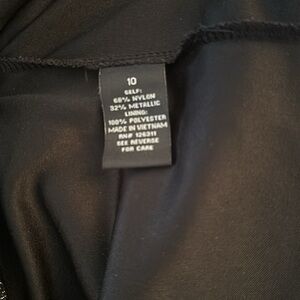 10
SELF:
68% NYLON
32% METALLIC
LINING:
100% POLYESTER
MADE IN VIETNAM
RN# 126311
SEE REVERSE
FOR CARE